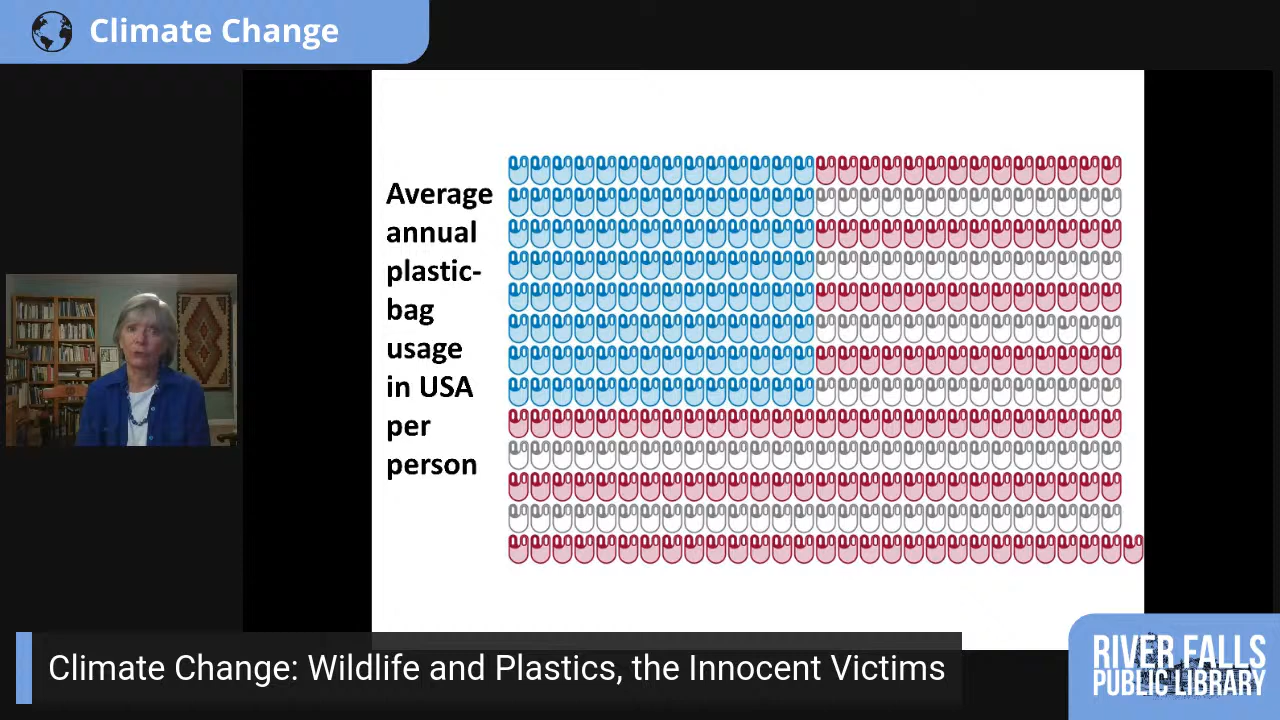 Climate Change
Average
annual
plastic-
bag
usage
in USA
per
person
Climate Change: Wildlife and Plastics, the Innocent Victims
RIVER FALLS
PUBLIC LIBRARY